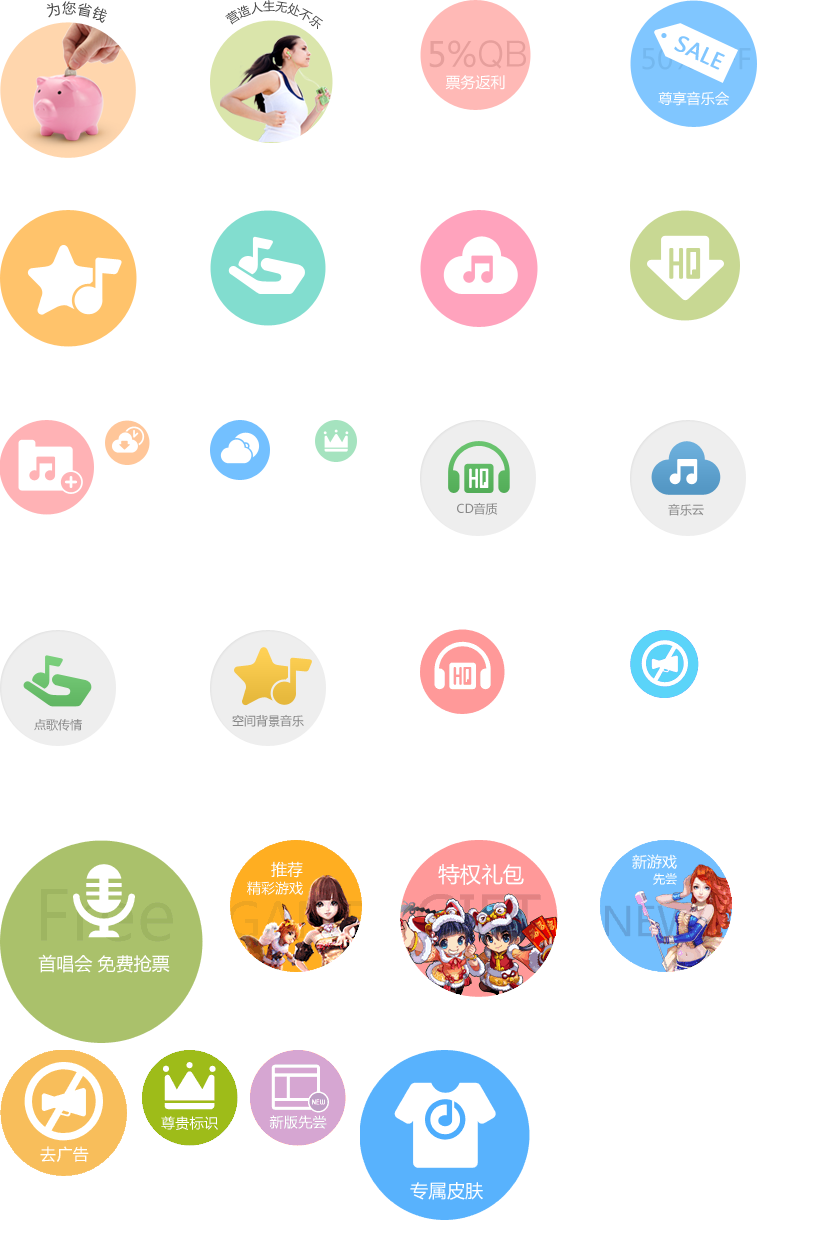 为您省钱
营造人生无处不乐
5%QB
票务返利
SALE
尊享音乐会
HQ
HQ
CD音质
音乐云
点歌传情
空间背景音乐
HQ
Free
首唱会 免费抢票
推荐
精彩游戏
GAME
特权礼包
GIFT
新游戏
先尝
NEW
去广告
尊贵标识
NEW
新版先尝
专属皮肤